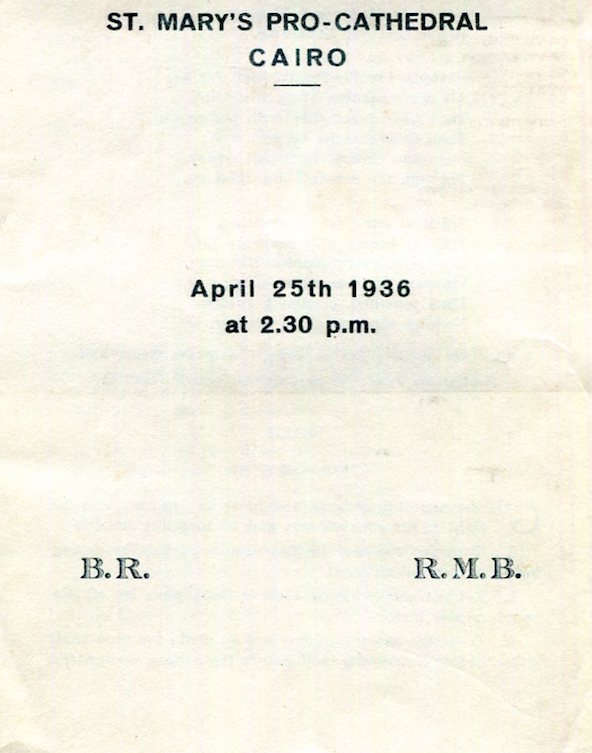 ST. MARY'S PRO-CATHEDRAL
CAIRO
April 25th 1936
at 2.30 p.m.
B.R. R.M.B.